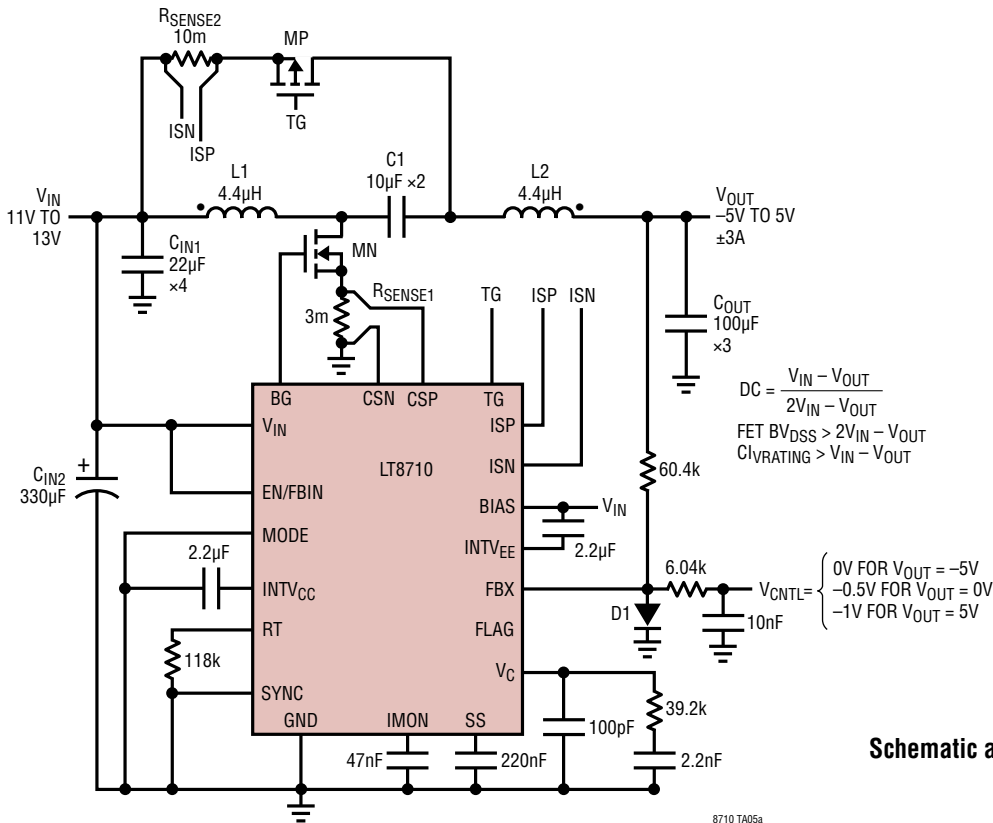 RSENSE2
10m
MP
TG
ISN
ISP
VIN
11V TO
13V
L1
4.4µH
C1
10µF ×2
L2
4.4µH
VOUT
–5V TO 5V
±3A
CIN1
22µF
×4
MN
RSENSE1
3m
TG
ISP
ISN
COUT
100µF
×3
DC = VIN – VOUT
2VIN – VOUT
FET BVDSS > 2VIN – VOUT
CIVRATING > VIN – VOUT
BG
CSN
CSP
TG
VIN
ISP
LT8710
ISN
60.4k
CIN2
330µF
+
EN/FBIN
BIAS
VIN
MODE
INTVEE
2.2µF
2.2µF
INTVCC
FBX
6.04k
VCNTL=
0V FOR VOUT = –5V
–0.5V FOR VOUT = 0V
–1V FOR VOUT = 5V
D1
10nF
RT
FLAG
118k
VC
SYNC
39.2k
GND
IMON
SS
100pF
47nF
220nF
2.2nF
Schematic a
8710 TA05a